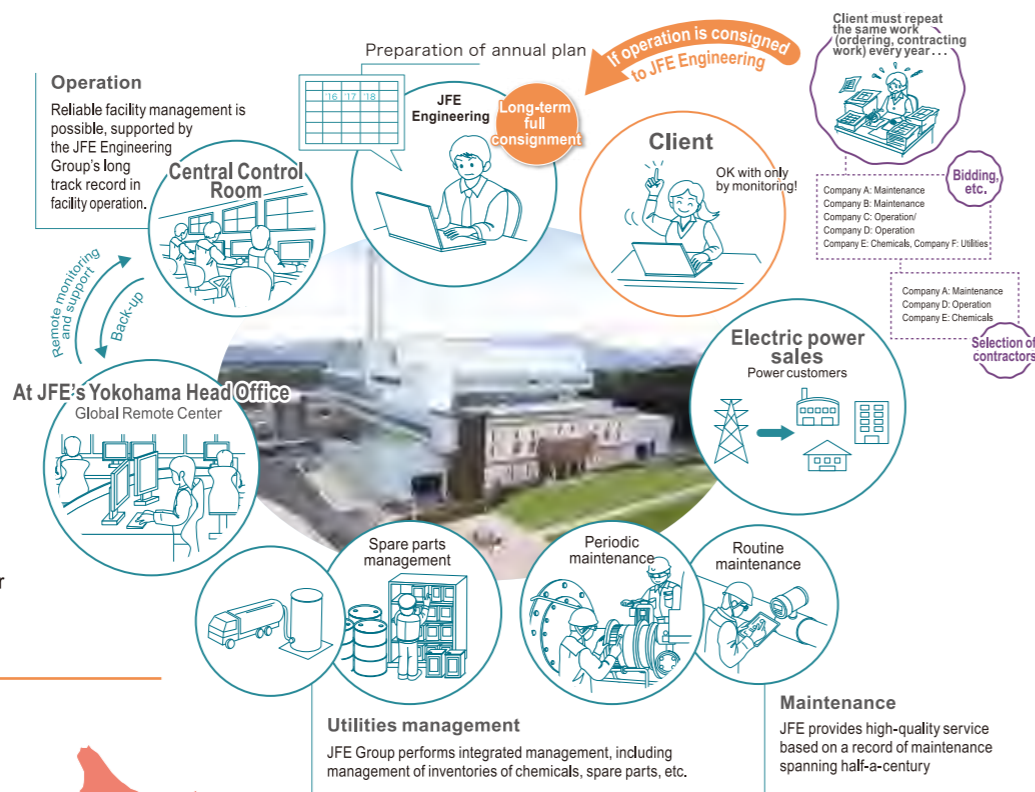 Operation
Reliable facility management is
possible, supported by
the JFE Engineering
Group's long
track record in
facility operation.
Preparation of annual plan
'16 '17 '18
JFE
Engineering
Long-term
full
consignment
If operation is consigned
to JFE Engineering
Client must repeat
the same work
(ordering, contracting
work) every year...
Bidding,
etc.
Company A: Maintenance
Company B: Maintenance
Company C: Operation/
Company D: Operation
Company E: Chemicals, Company F: Utilities
Company A: Maintenance
Company D: Operation
Company E: Chemicals
Selection of
contractors
Client
OK with only
by monitoring!
Central Control
Room
Remote monitoring
and support
Back-up
At JFE's Yokohama Head Office
Global Remote Center
Electric power
sales
Power customers
Spare parts
management
Periodic
maintenance
Routine
maintenance
r
Utilities management
JFE Group performs integrated management, including
management of inventories of chemicals, spare parts, etc.
Maintenance
JFE provides high-quality service
based on a record of maintenance
spanning half-a-century